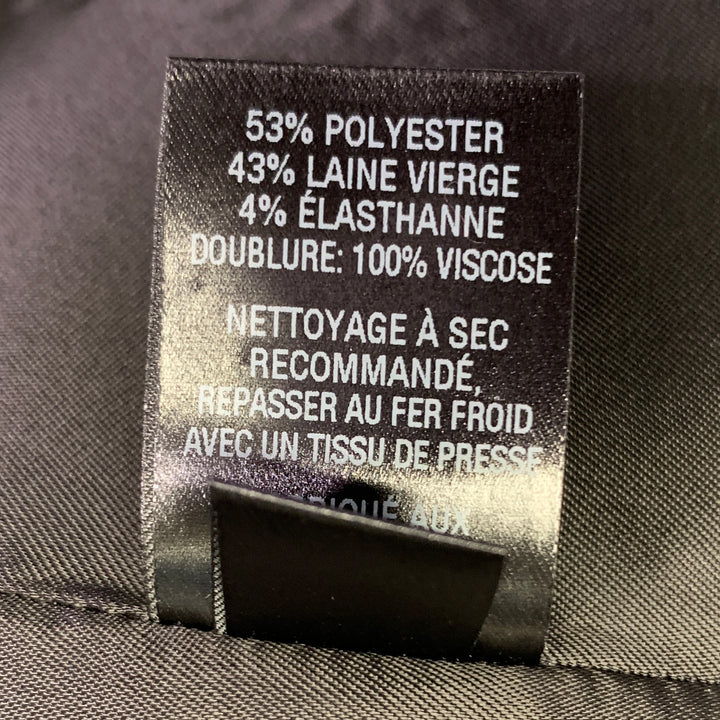 53% POLYESTER
43% LAINE VIERGE
4% ÉLASTHANNE
DOUBLURE: 100% VISCOSE
NETTOYAGE À SEC
RECOMMANDÉ,
REPASSER AU FER FROID
AVEC UN TISSU DE PRESSE
AUX